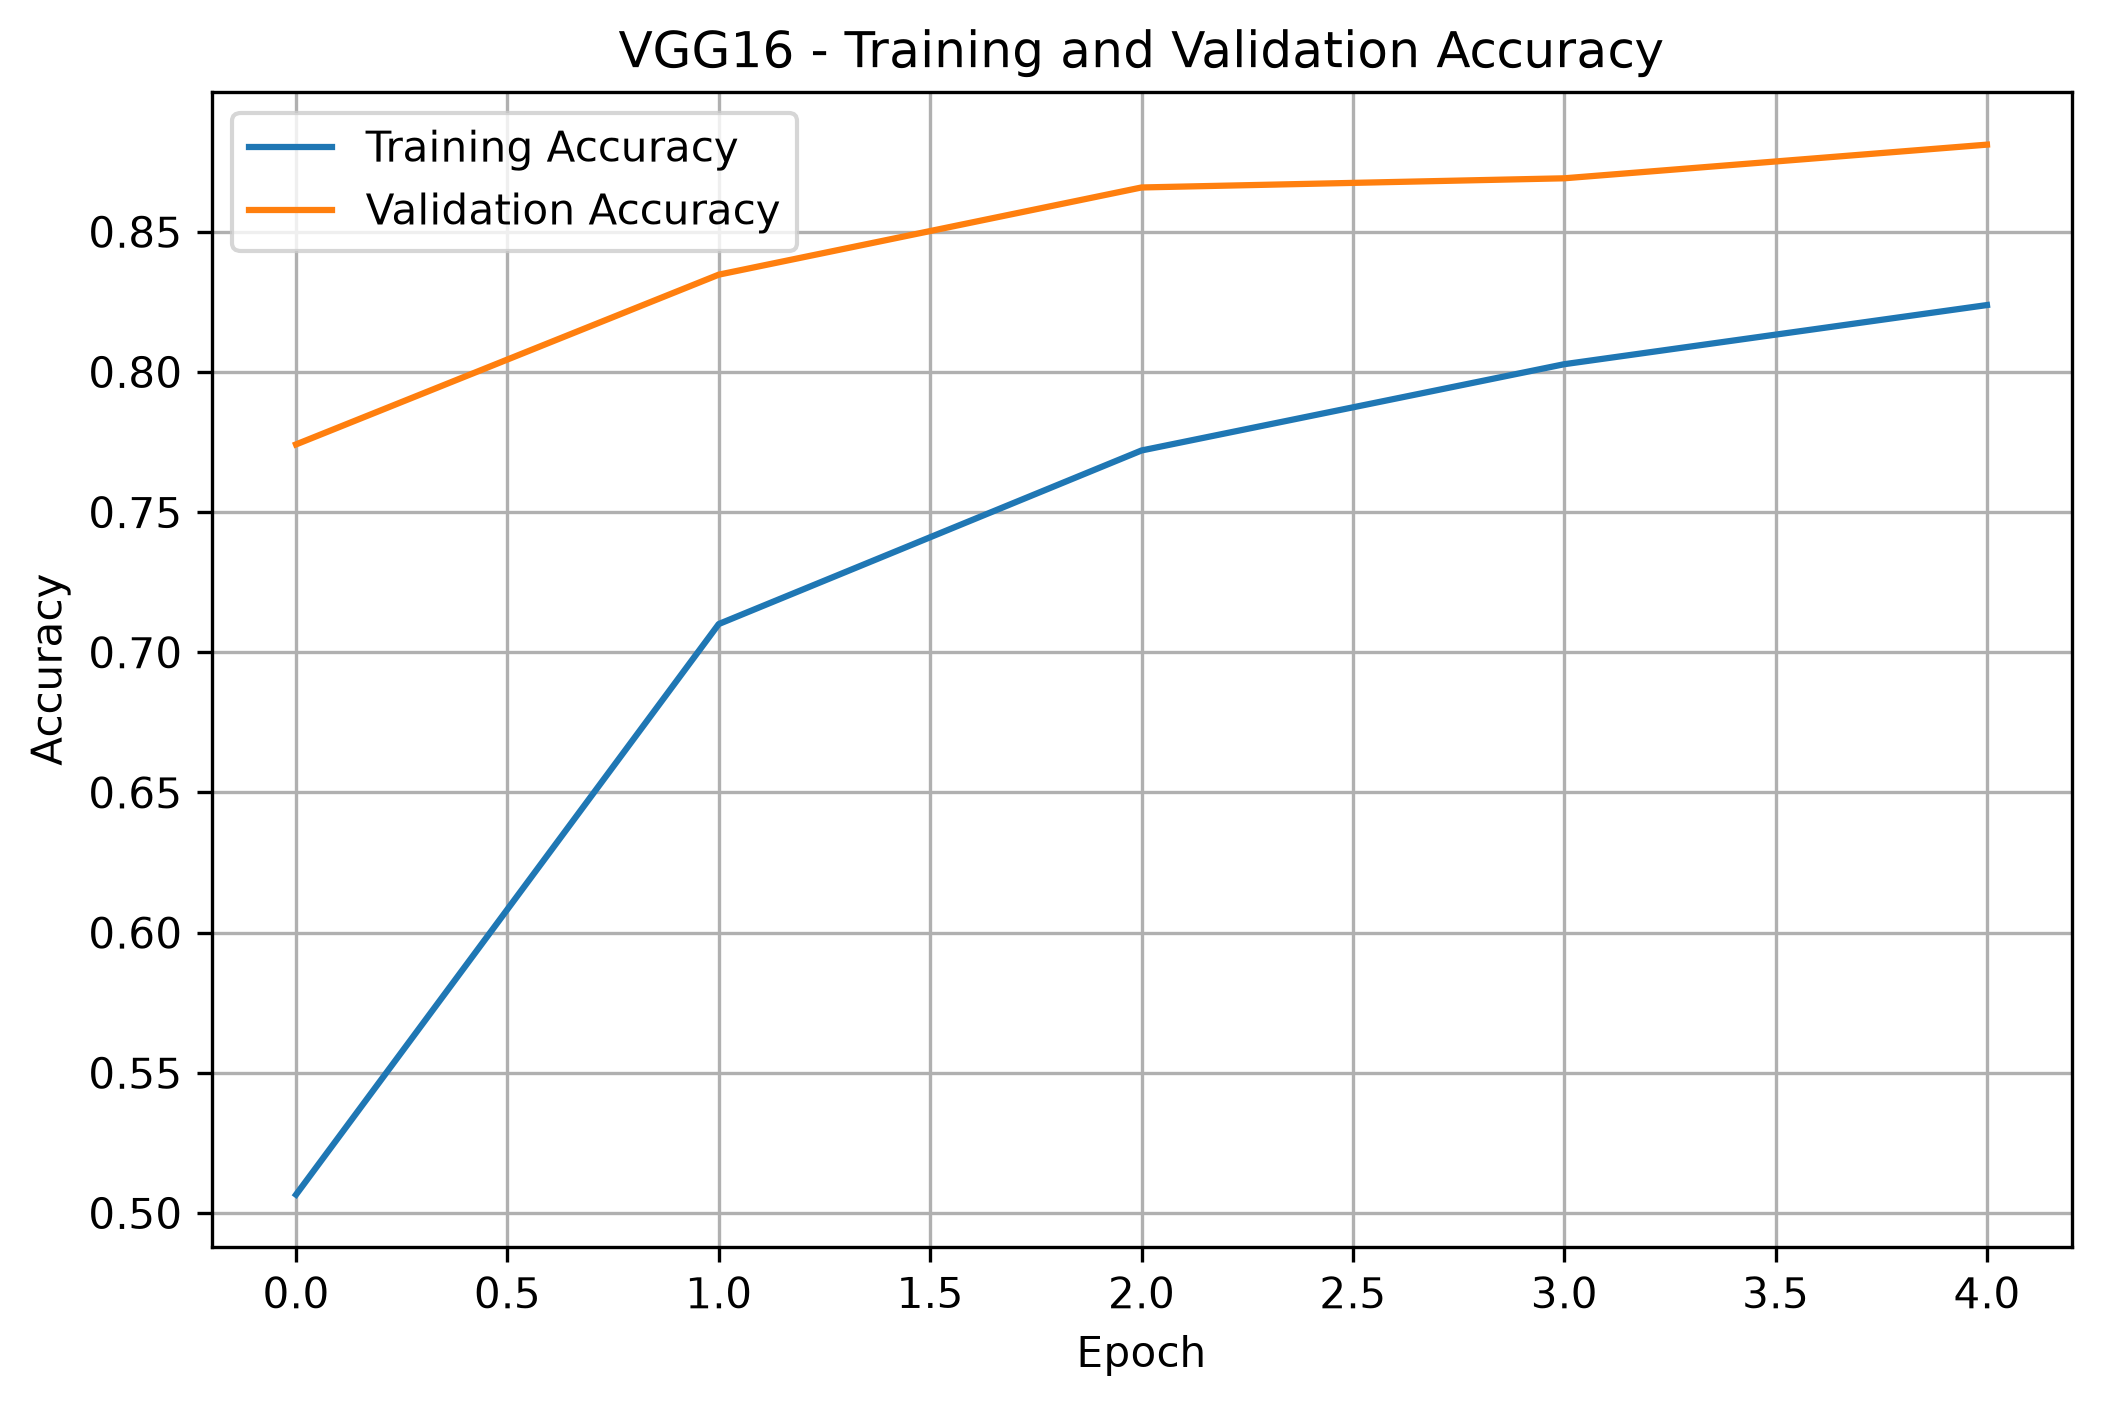 VGG16 - Training and Validation Accuracy
Training Accuracy
Validation Accuracy
0.85
0.80
0.75
0.70
0.65
0.60
0.55
0.50
Accuracy
0.0 0.5 1.0 1.5 2.0 2.5 3.0 3.5 4.0
Epoch